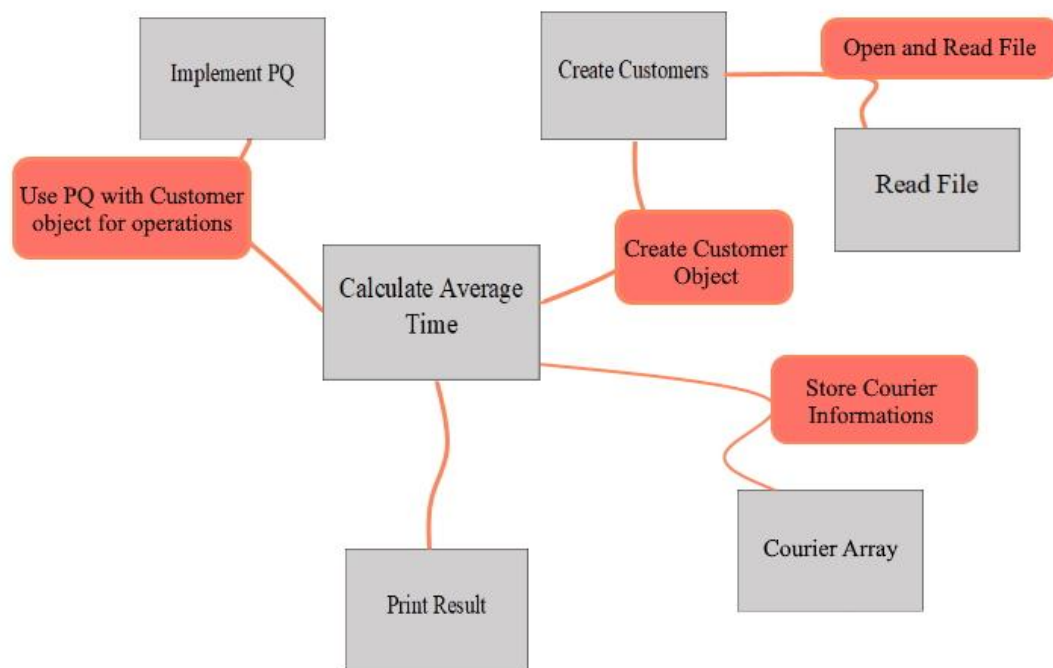 Implement PQ
Create Customers
Open and Read File
Read File
Use PQ with Customer
object for operations
Create Customer
Object
Calculate Average
Time
Store Courier
Informations
Courier Array
Print Result